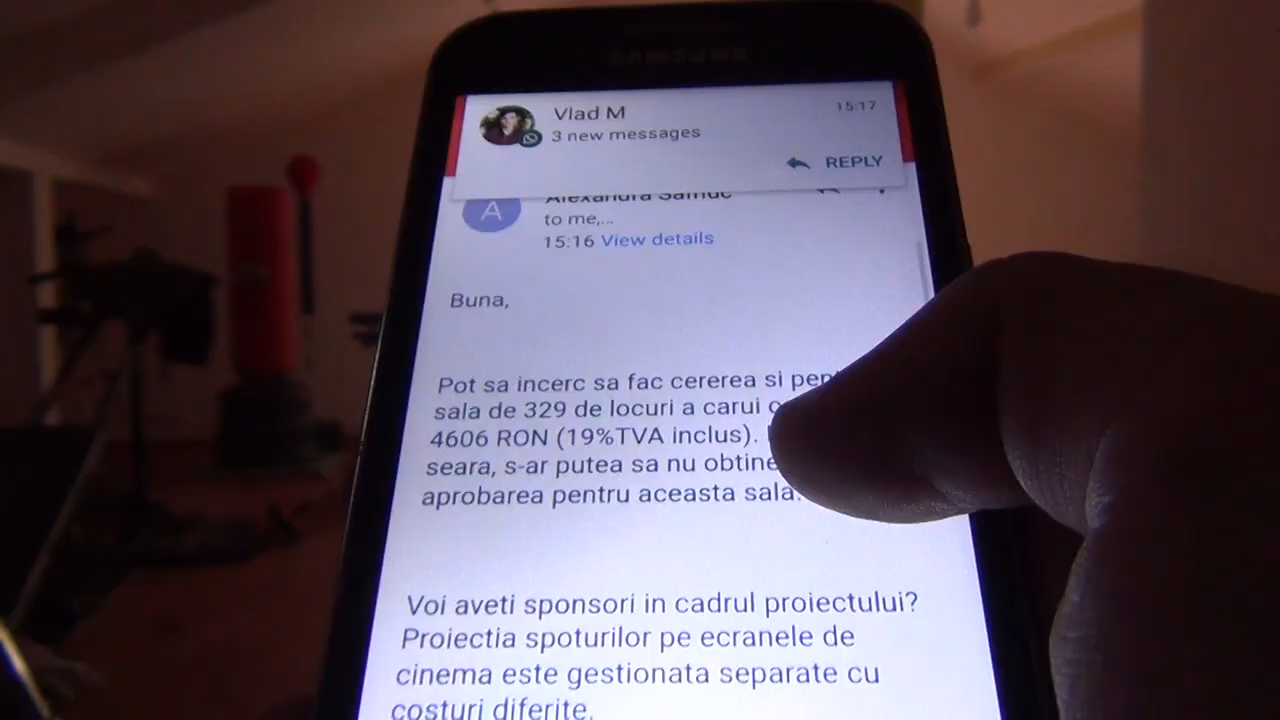 SAMSUNG
Vlad M
15:17
3 new messages
REPLY
Alexandra
A
to me,...
15:16 View details
Buna,
Pot sa incerc sa fac cererea si
sala de 329 de locuri a carui
4606 RON (19%TVA inclus).
seara, s-ar putea sa nu
aprobarea pentru aceasta sala.
Voi aveti sponsori in cadrul proiectului?
Proiectia spoturilor pe ecranele de
cinema este gestionata separate cu
costuri diferite.